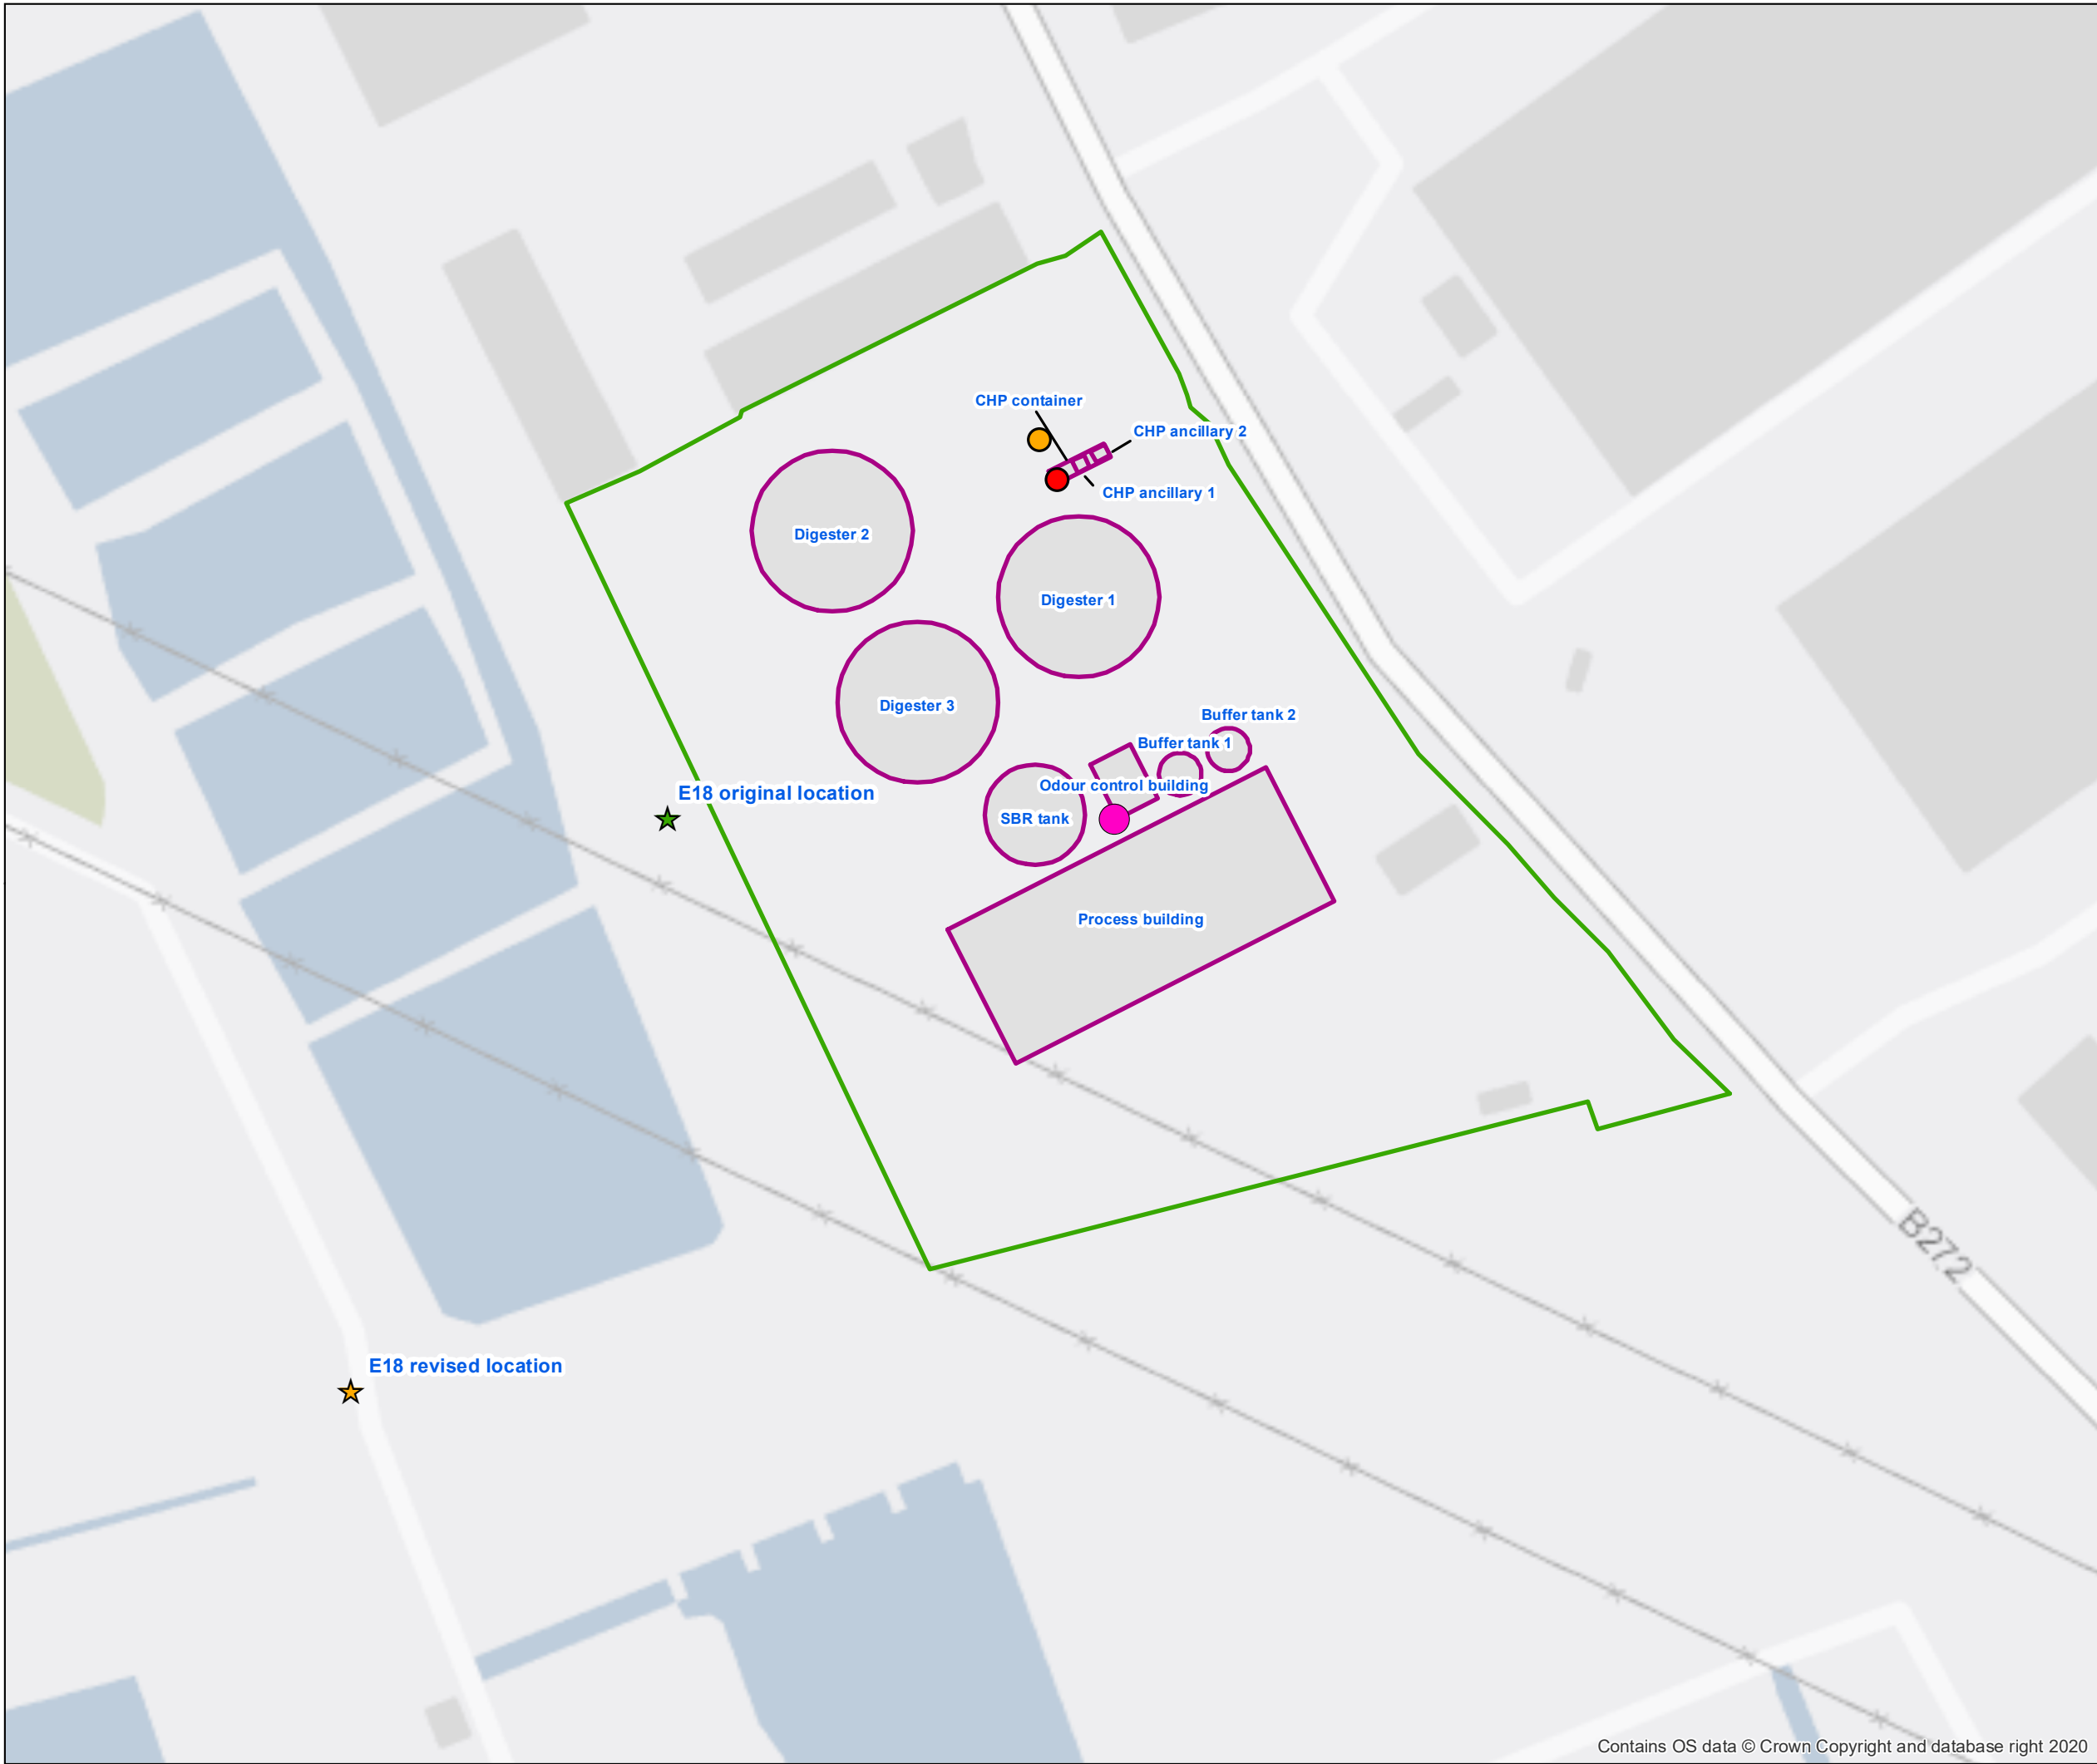 CHP container
CHP ancillary 2
CHP ancillary 1
Digester 2
Digester 1
Digester 3
Buffer tank 2
Buffer tank 1
Odour control building
E18 original location
SBR tank
Process building
B272
E18 revised location
Contains OS data © Crown Copyright and database right 2020